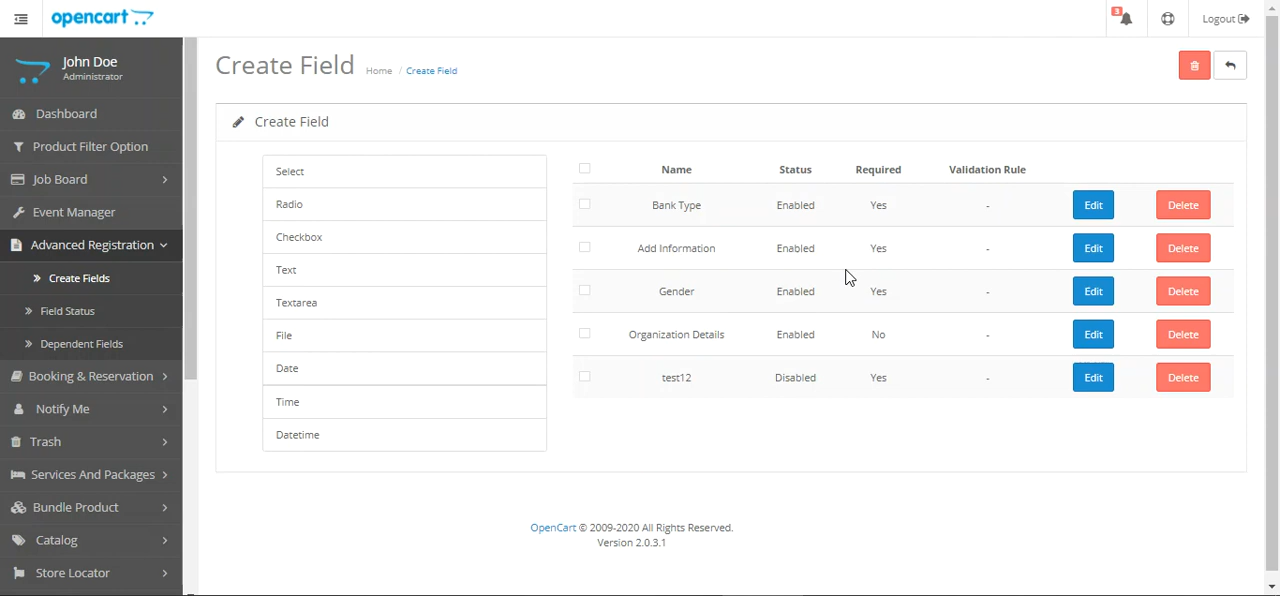 opencart
3
Logout
John Doe
Administrator
Dashboard
Product Filter Option
Job Board
Event Manager
Advanced Registration
Create Fields
Field Status
Dependent Fields
Booking & Reservation
Notify Me
Trash
Services And Packages
Bundle Product
Catalog
Store Locator
Create Field Home / Create Field
Create Field
Select
Radio
Checkbox
Text
Textarea
File
Date
Time
Datetime
Name Status Required Validation Rule
Bank Type Enabled Yes - Edit Delete
Add Information Enabled Yes - Edit Delete
Gender Enabled Yes - Edit Delete
Organization Details Enabled No - Edit Delete
test12 Disabled Yes - Edit Delete
OpenCart © 2009-2020 All Rights Reserved.
Version 2.0.3.1